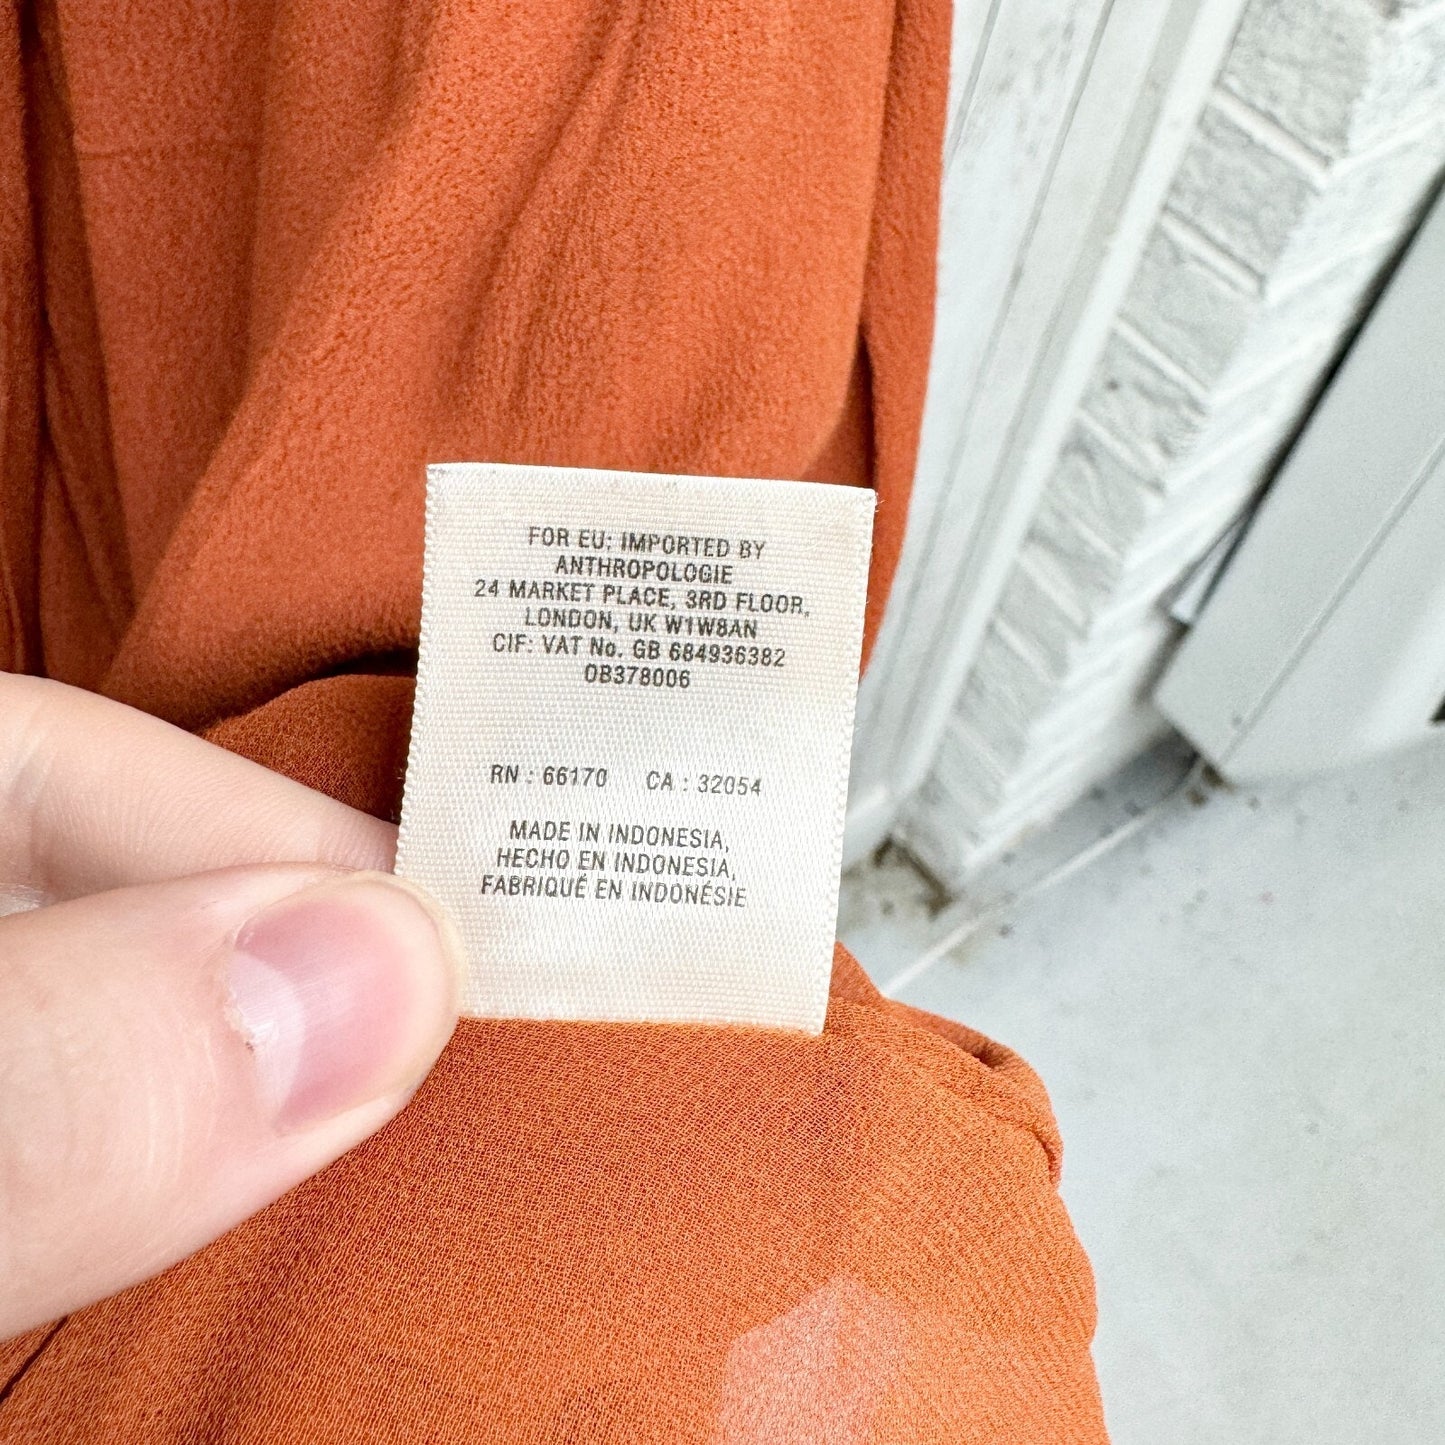 FOR EU: IMPORTED BY
ANTHROPOLOGIE
24 MARKET PLACE, 3RD FLOOR,
LONDON, UK W1W8AN
CIF: VAT No. GB 684936382
0B378006
RN : 66170 CA : 32054
MADE IN INDONESIA,
HECHO EN INDONESIA,
FABRIQUÉ EN INDONÉSIE